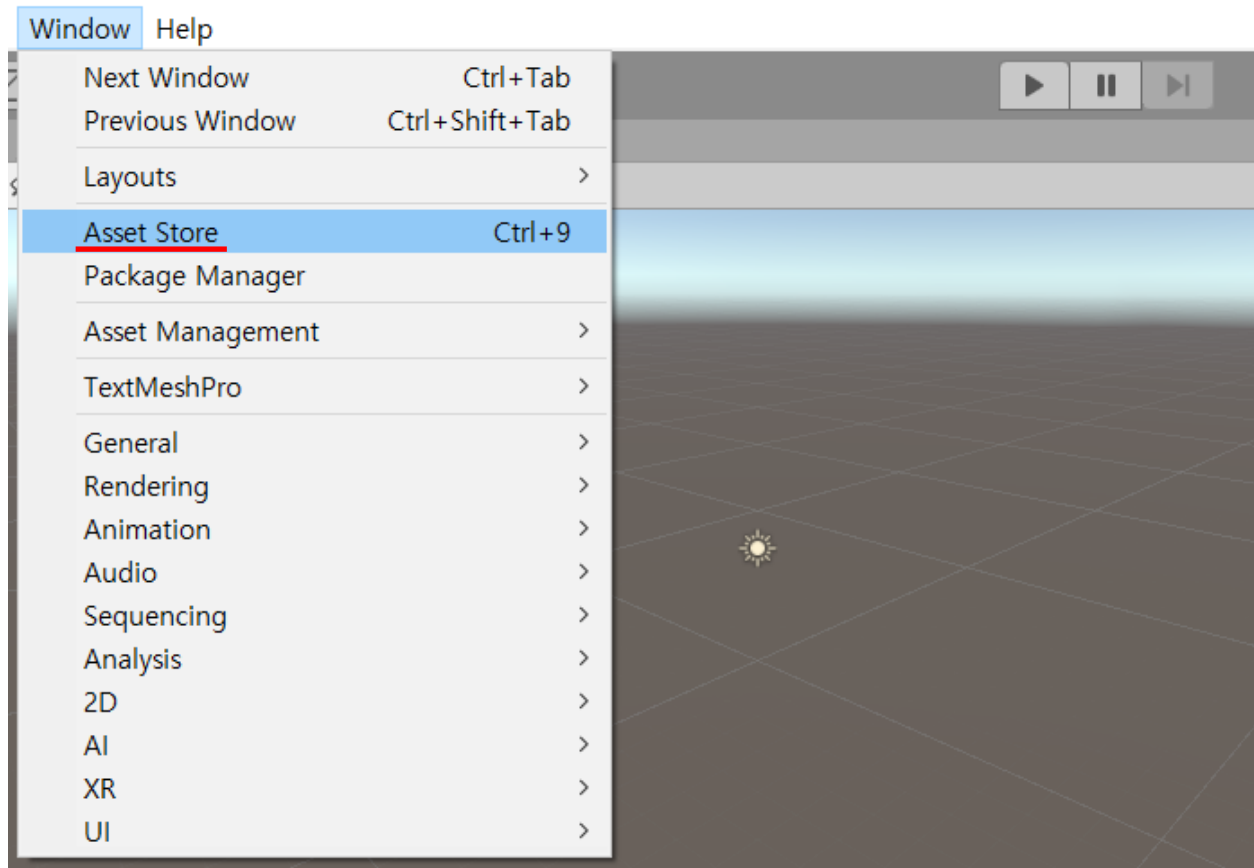 Window Help
Next Window Ctrl+Tab
Previous Window Ctrl+Shift+Tab
Layouts
Asset Store Ctrl+9
Package Manager
Asset Management
TextMeshPro
General
Rendering
Animation
Audio
Sequencing
Analysis
2D
AI
XR
UI